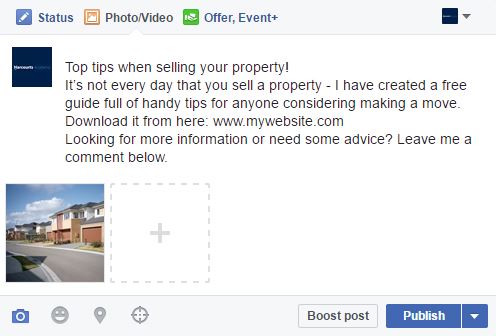 Status Photo/Video Offer, Event+
Harcourts
Top tips when selling your property!
It's not every day that you sell a property - I have created a free
guide full of handy tips for anyone considering making a move.
Download it from here: www.mywebsite.com
Looking for more information or need some advice? Leave me a
comment below.
Boost post Publish